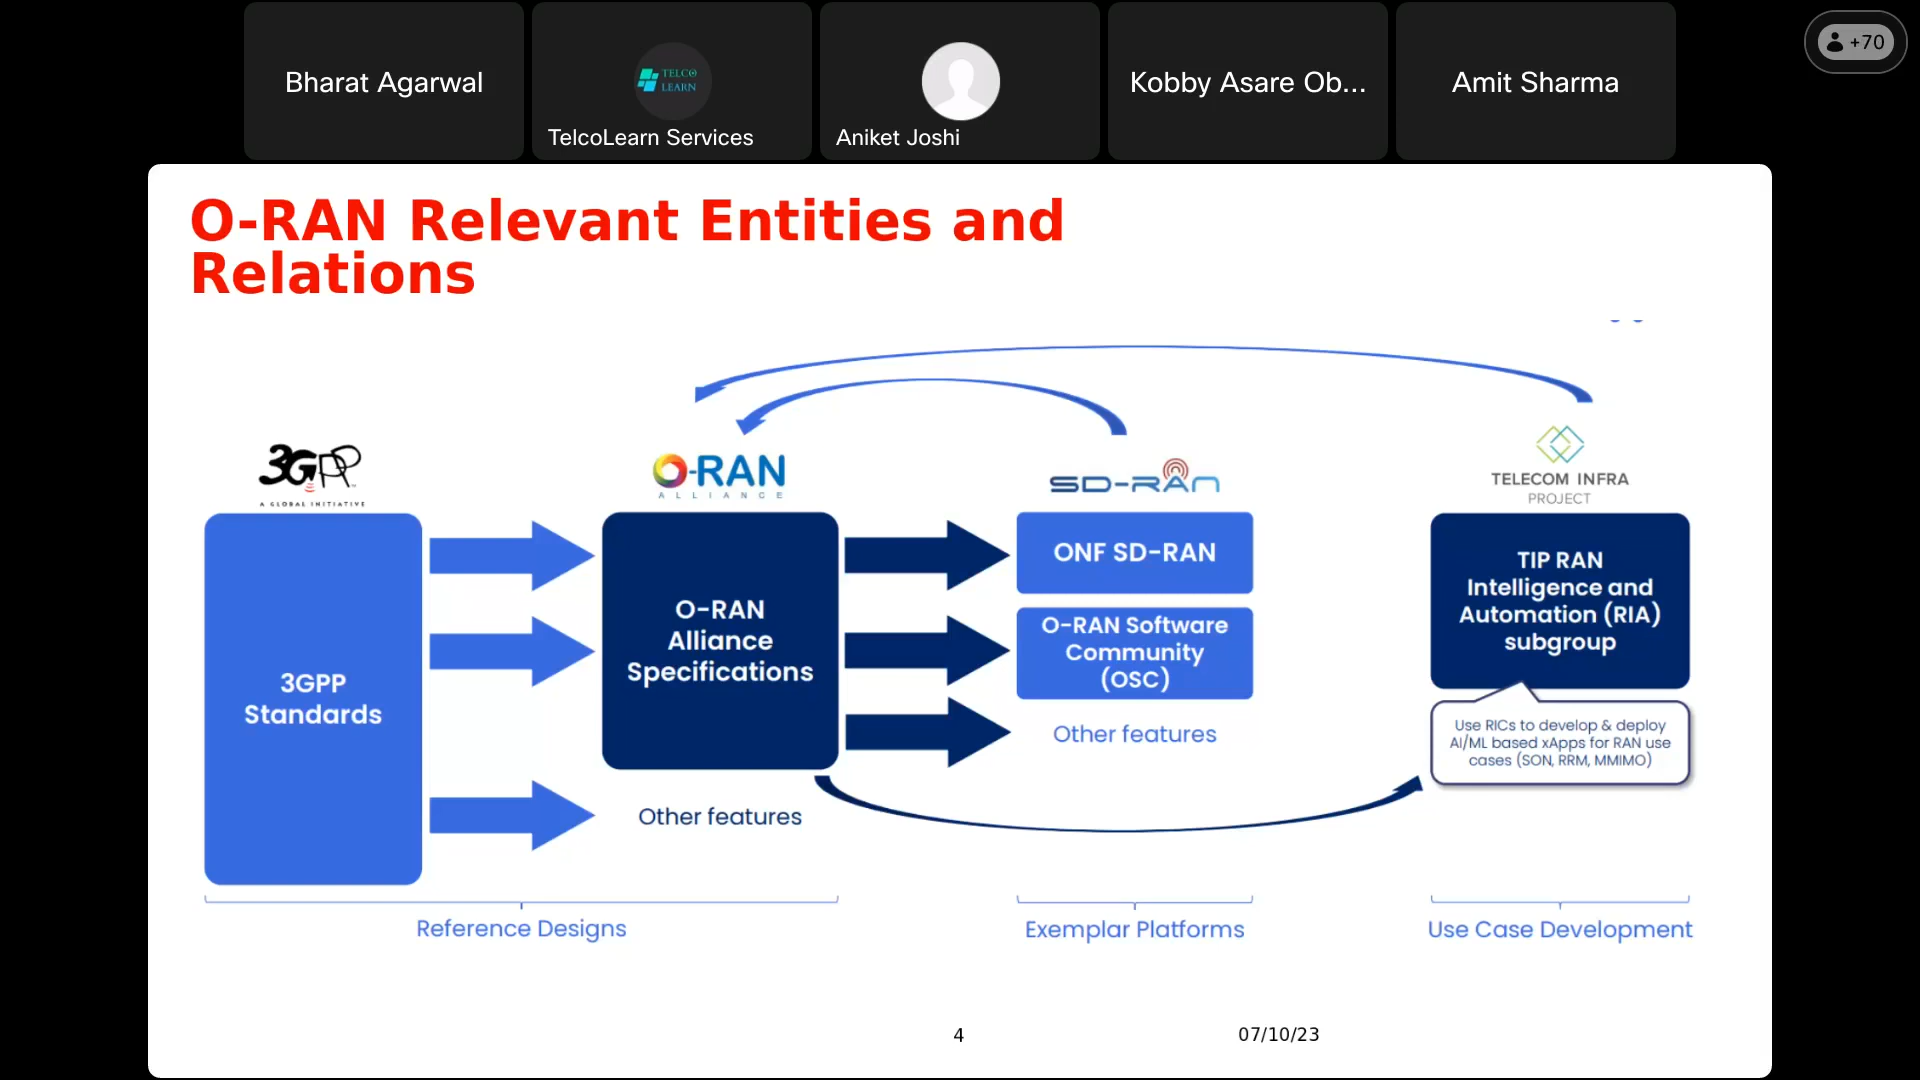 Bharat Agarwal
TELCO
LEARN
TelcoLearn Services
Aniket Joshi
Kobby Asare Ob...
Amit Sharma
+70
O-RAN Relevant Entities and
Relations
3GPP
A GLOBAL INITIATIVE
O-RAN
ALLIANCE
SD-RAN
TELECOM INFRA
PROJECT
3GPP
Standards
O-RAN
Alliance
Specifications
Other features
ONF SD-RAN
O-RAN Software
Community
(OSC)
Other features
TIP RAN
Intelligence and
Automation (RIA)
subgroup
Use RICs to develop & deploy
AI/ML based xApps for RAN use
cases (SON, RRM, MMIMO)
Reference Designs
Exemplar Platforms
Use Case Development
4
07/10/23